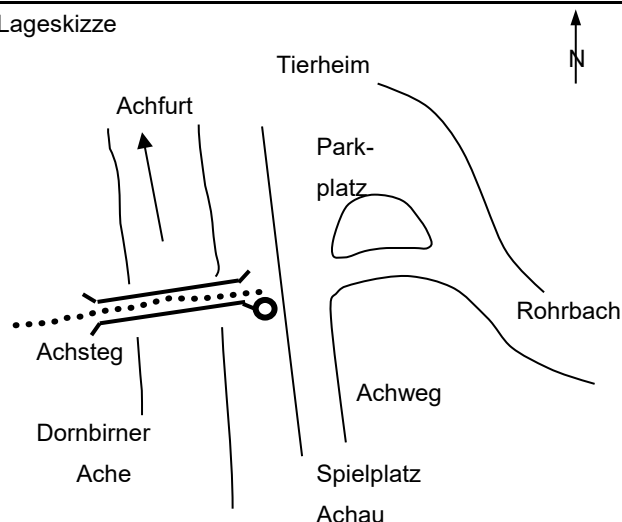 Lageskizze
N
Tierheim
Achfurt
Park-
platz
Rohrbach
Achsteg
Achweg
Dornbirner
Ache
Spielplatz
Achau